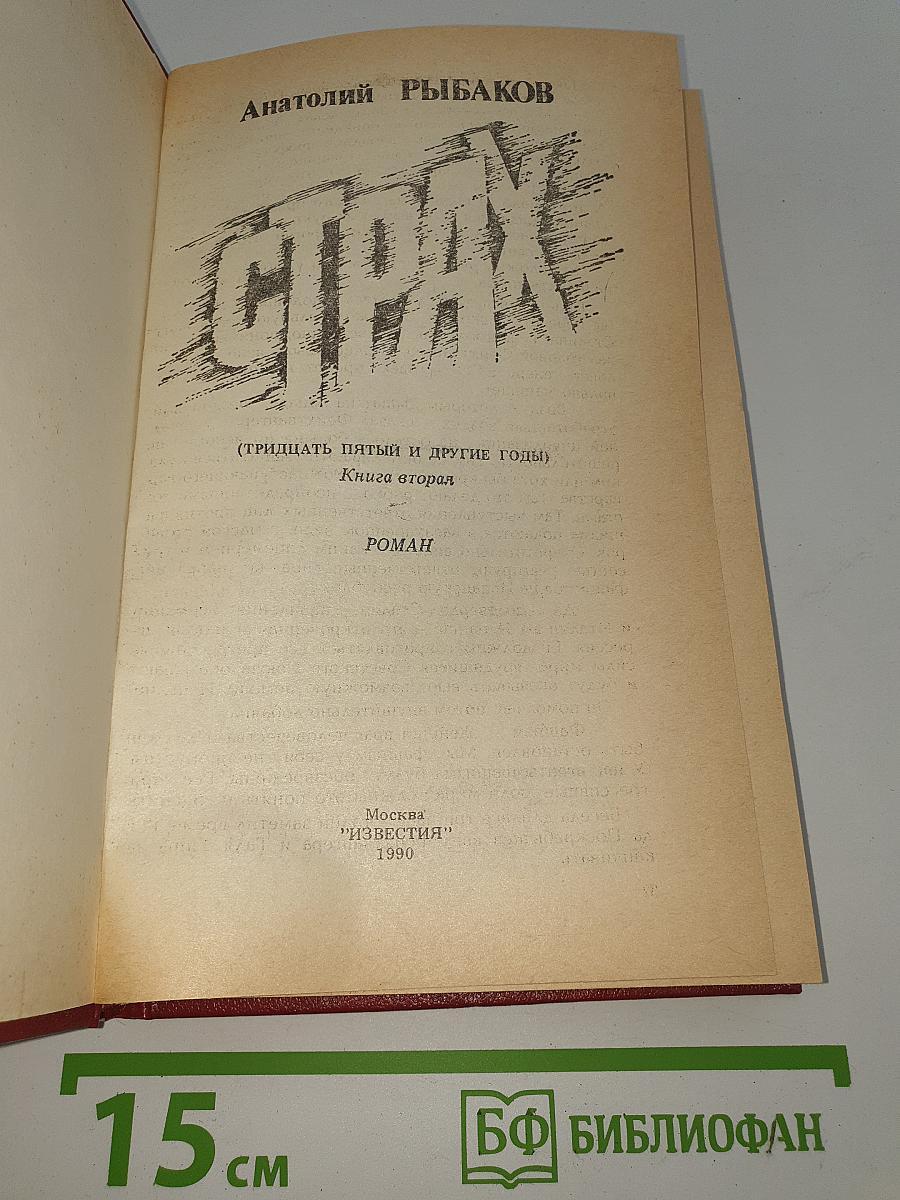 Анатолий РЫБАКОВ
СТРАХ
(ТРИДЦАТЬ ПЯТЫЙ И ДРУГИЕ ГОДЫ)
Книга вторая
РОМАН
Москва
"ИЗВЕСТИЯ"
1990
15 см
БФ БИБЛИОФАН